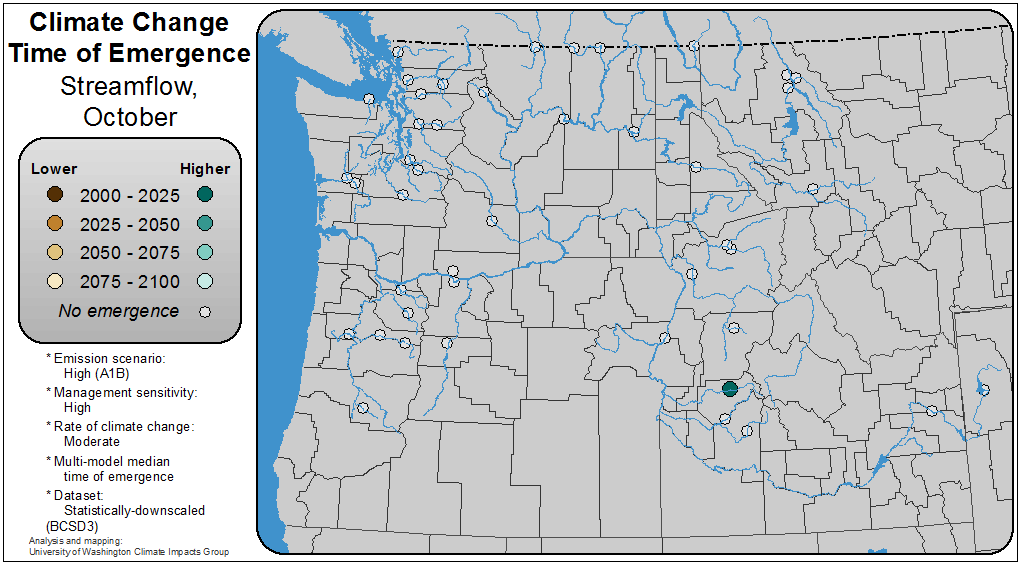 Climate Change
Time of Emergence
Streamflow,
October
Lower Higher
2000 - 2025
2025 - 2050
2050 - 2075
2075 - 2100
No emergence
* Emission scenario:
High (A1B)
* Management sensitivity:
High
* Rate of climate change:
Moderate
* Multi-model median
time of emergence
* Dataset:
Statistically-downscaled
(BCSD3)
Analysis and mapping:
University of Washington Climate Impacts Group